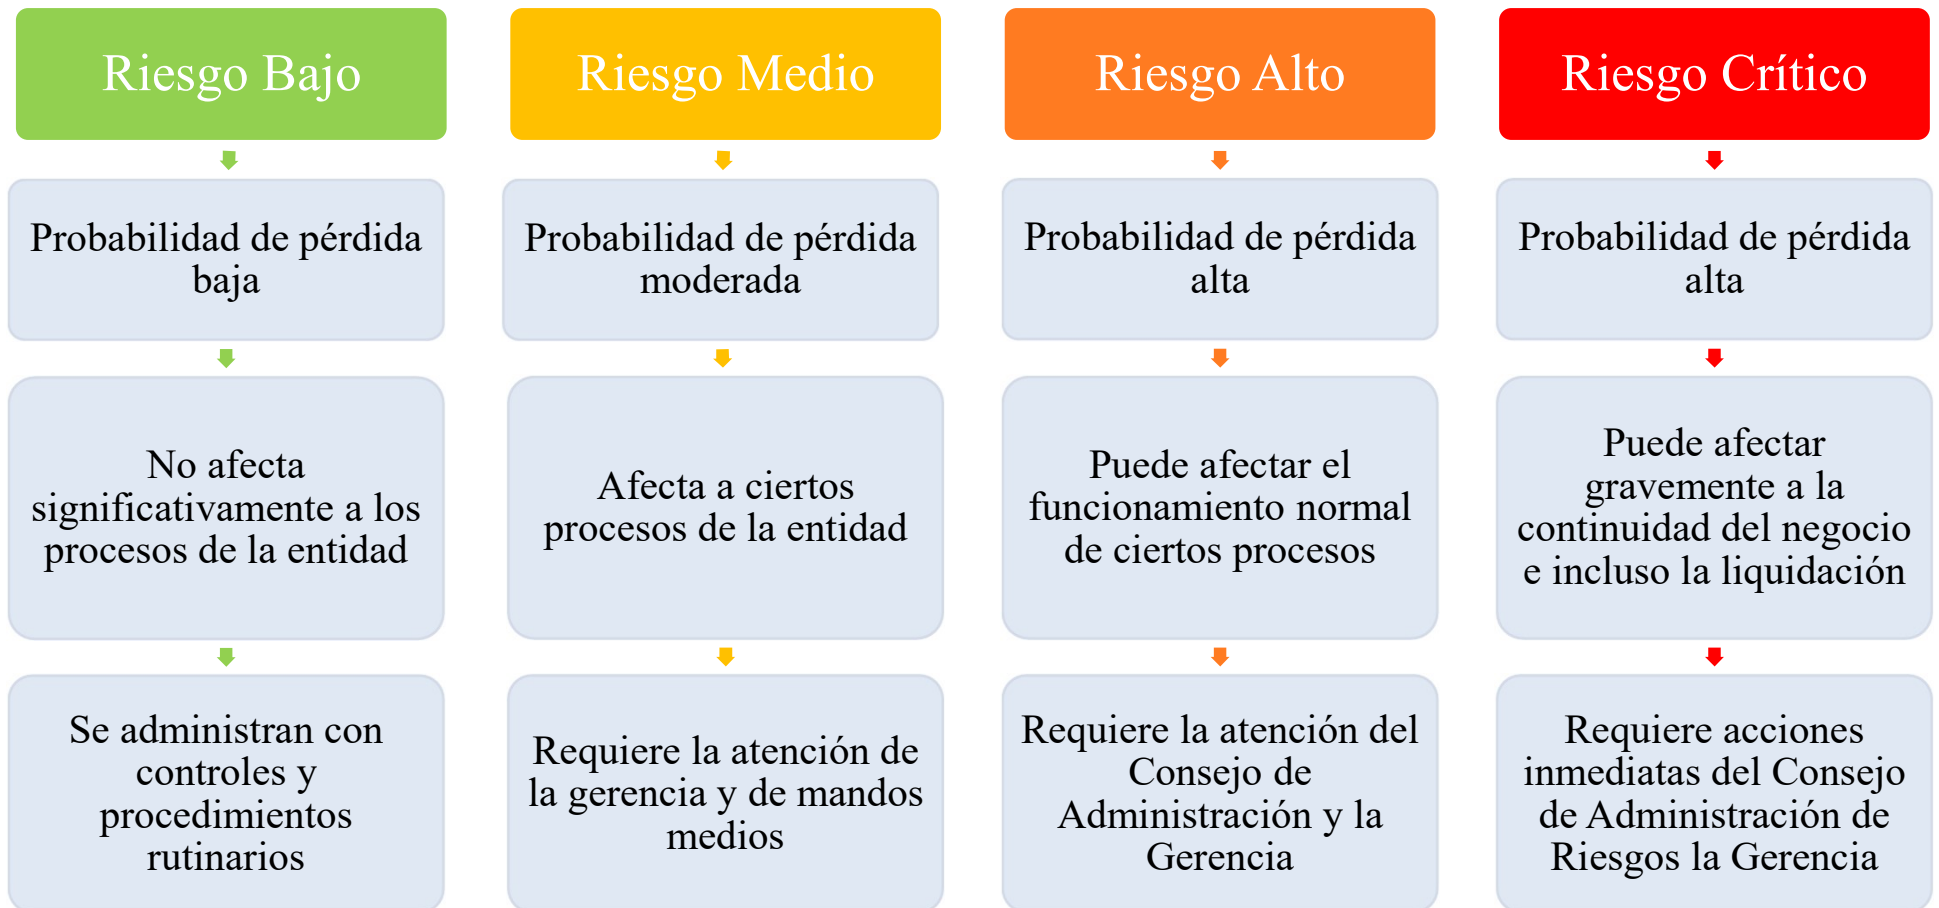 Riesgo Bajo
Probabilidad de pérdida
baja
No afecta
significativamente a los
procesos de la entidad
Se administran con
controles y
procedimientos
rutinarios
Riesgo Medio
Probabilidad de pérdida
moderada
Afecta a ciertos
procesos de la entidad
Requiere la atención de
la gerencia y de mandos
medios
Riesgo Alto
Probabilidad de pérdida
alta
Puede afectar el
funcionamiento normal
de ciertos procesos
Requiere la atención del
Consejo de
Administración y la
Gerencia
Riesgo Crítico
Probabilidad de pérdida
alta
Puede afectar
gravemente a la
continuidad del negocio
e incluso la liquidación
Requiere acciones
inmediatas del Consejo
de Administración de
Riesgos la Gerencia